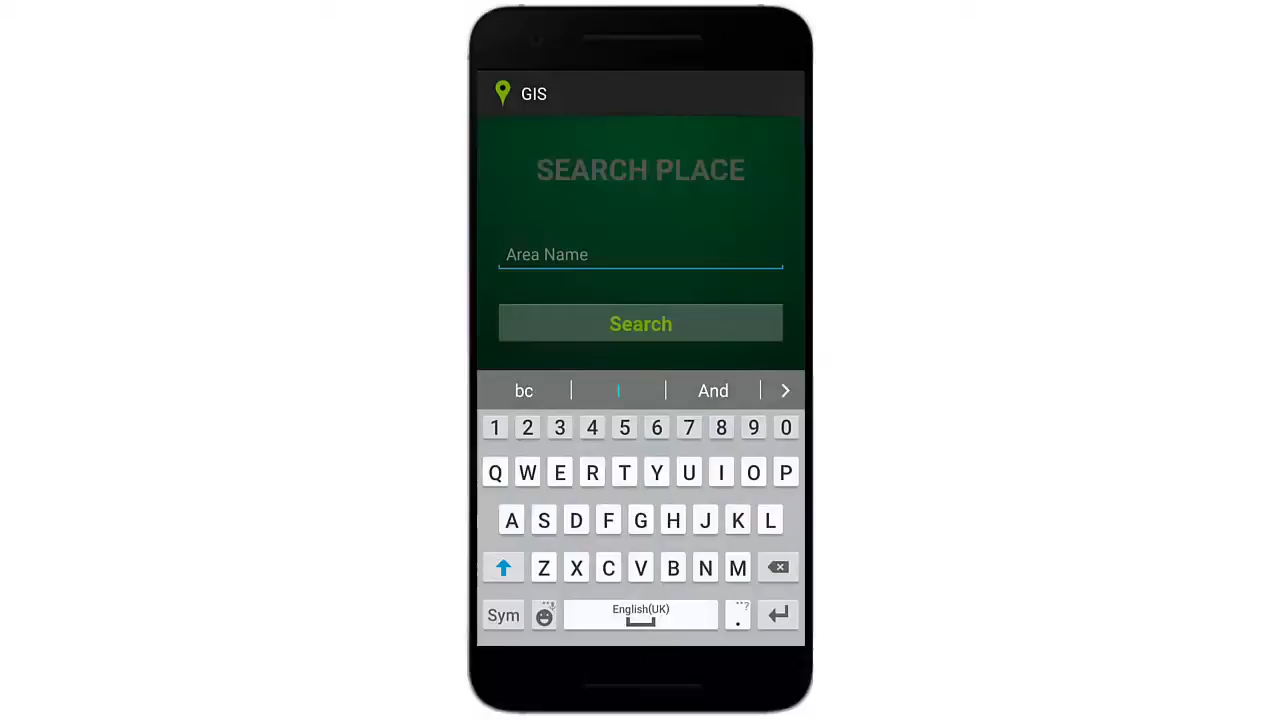 GIS
SEARCH PLACE
Area Name
Search
bc I And
1 2 3 4 5 6 7 8 9 0
Q W E R T Y U I O P
A S D F G H J K L
Z X C V B N M
Sym English(UK) . ...?